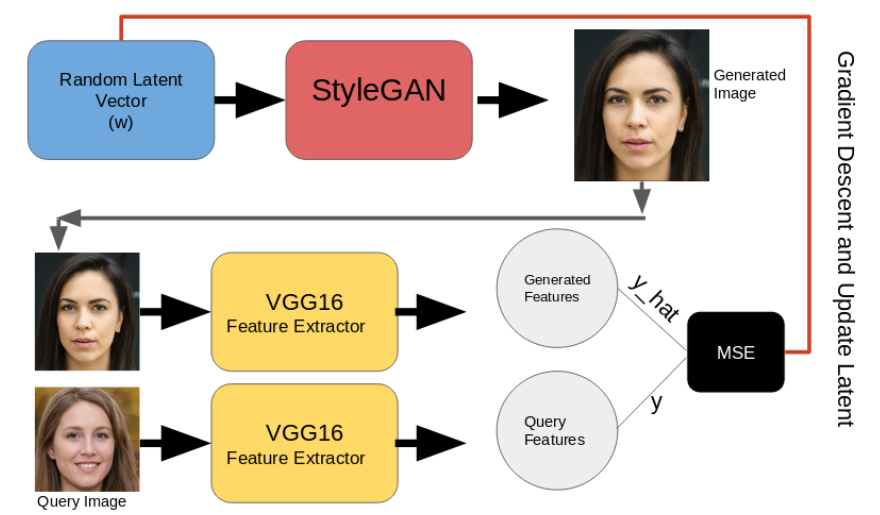 Random Latent
Vector
(w)
StyleGAN
Generated
Image
Gradient Descent and Update Latent
VGG16
Feature Extractor
Generated
Features
y_hat
MSE
VGG16
Feature Extractor
Query
Features
y
Query Image